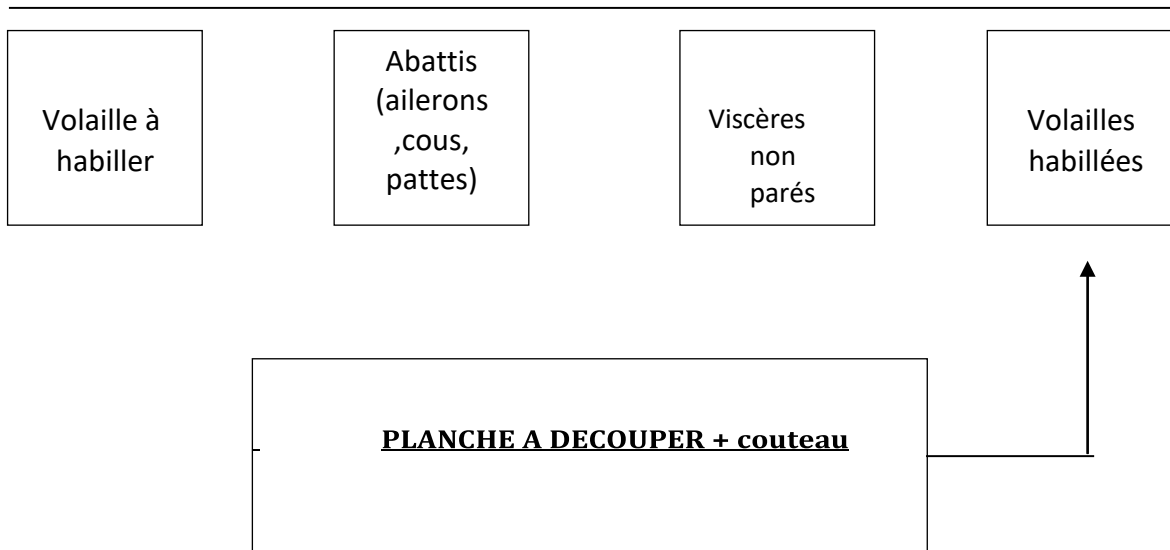 Volaille à
habiller
Abattis
(ailerons
,cous,
pattes)
Viscères
non
parés
Volailles
habillées
PLANCHE A DECOUPER + couteau